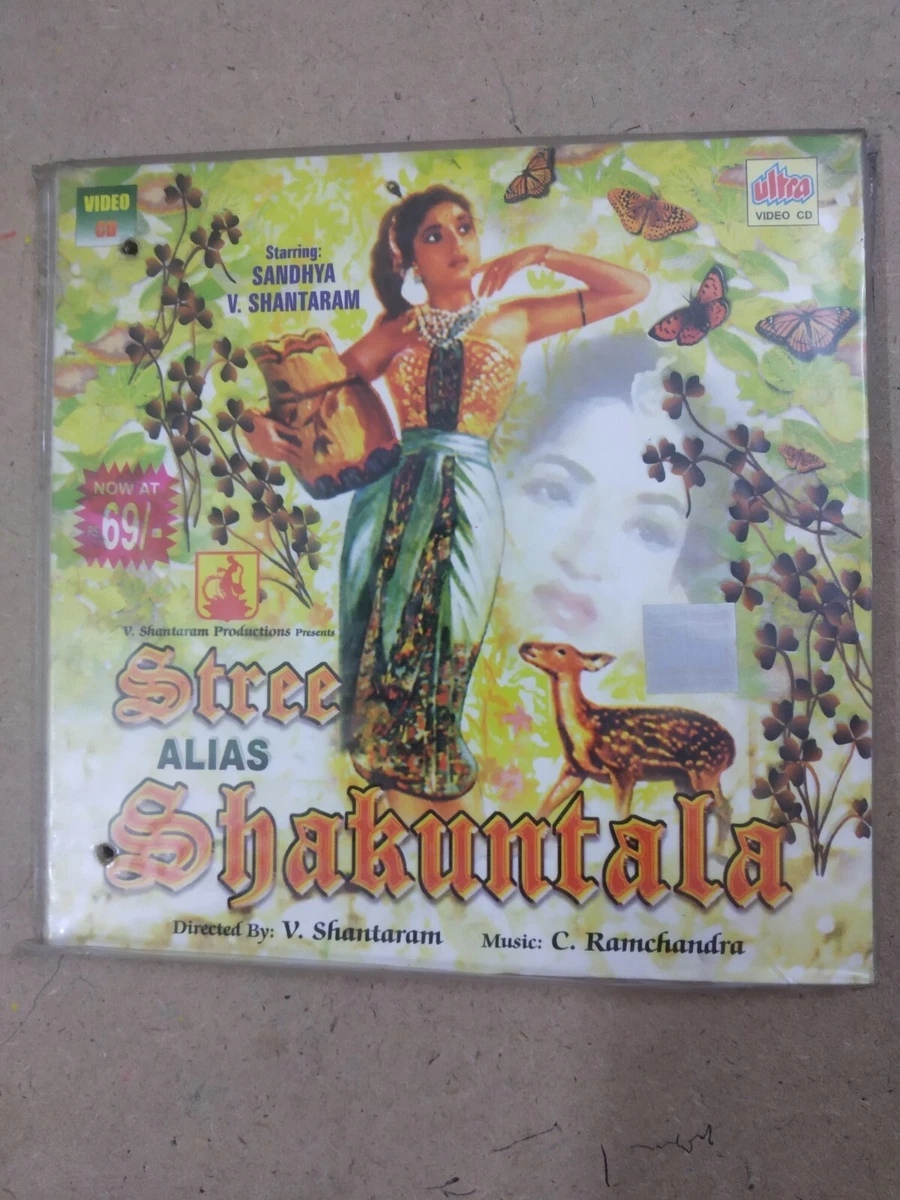 VIDEO
CD
ultra
VIDEO CD
Starring:
SANDHYA
V. SHANTARAM
NOW AT
RS. 69/-
V. Shantaram Productions Presents
Stree
ALIAS
Shakuntala
Directed By: V. Shantaram Music: C. Ramchandra